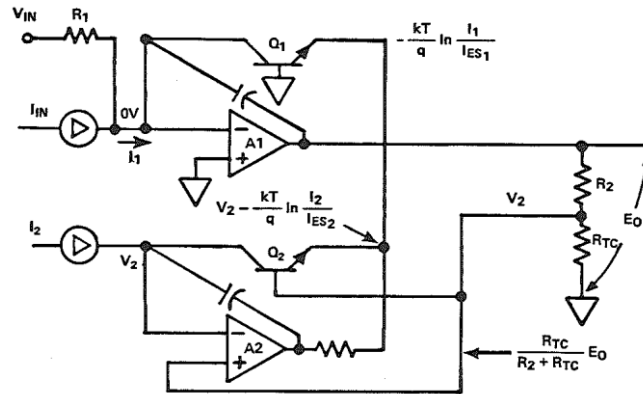 V_IN
R_1
Q_1
- kT/q ln I_1/I_ES1
I_IN
0V
I_1
−
A1
+
R_2
V_2 - kT/q ln I_2/I_ES2
V_2
E_O
I_2
Q_2
V_2
R_TC
−
A2
+
R_TC/(R_2 + R_TC) E_O